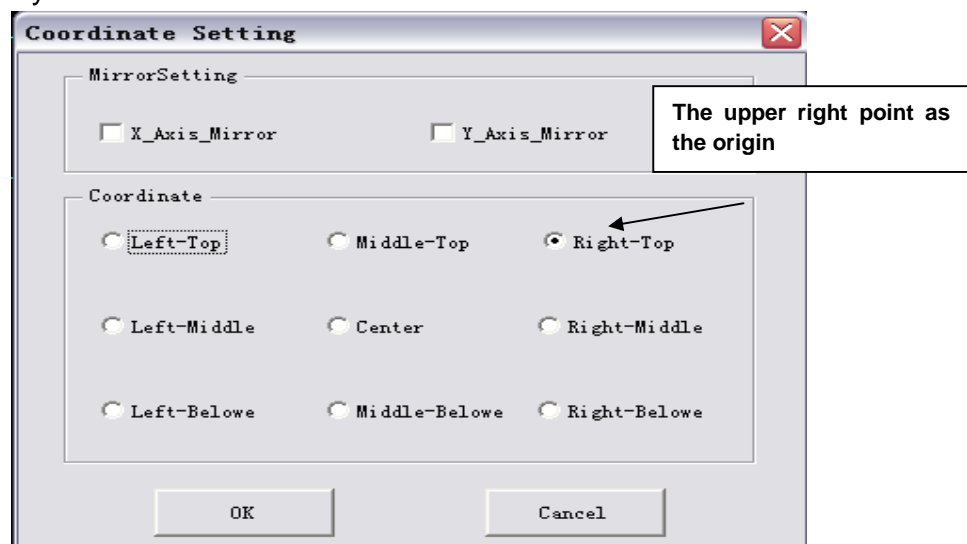 Coordinate Setting
MirrorSetting
X_Axis_Mirror Y_Axis_Mirror
The upper right point as
the origin
Coordinate
Left-Top Middle-Top Right-Top
Left-Middle Center Right-Middle
Left-Belowe Middle-Belowe Right-Belowe
OK Cancel